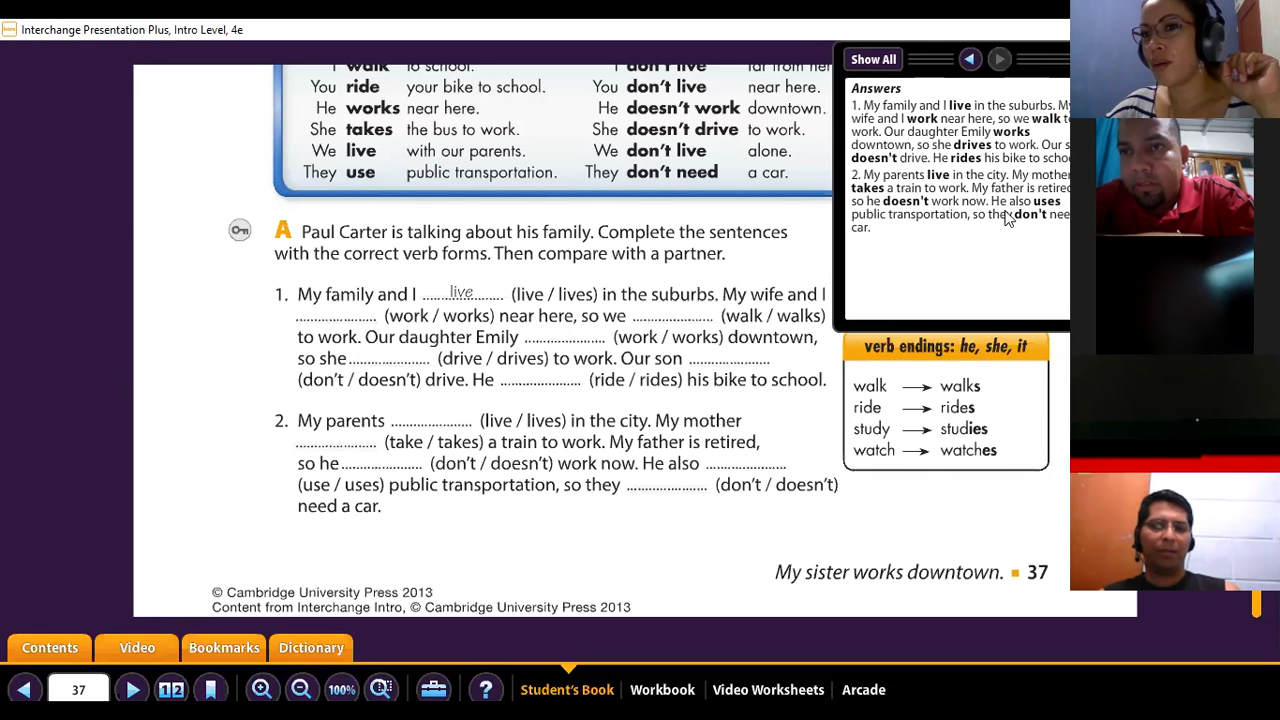 Interchange Presentation Plus, Intro Level, 4e
I walk to school. I don't live far from her
You ride your bike to school. You don't live near here.
He works near here. He doesn't work downtown.
She takes the bus to work. She doesn't drive to work.
We live with our parents. We don't live alone.
They use public transportation. They don't need a car.
A Paul Carter is talking about his family. Complete the sentences
with the correct verb forms. Then compare with a partner.
1. My family and I live (live / lives) in the suburbs. My wife and I
.................... (work / works) near here, so we .................... (walk / walks)
to work. Our daughter Emily .................... (work / works) downtown,
so she .................... (drive / drives) to work. Our son ....................
(don't / doesn't) drive. He .................... (ride / rides) his bike to school.
2. My parents .................... (live / lives) in the city. My mother
.................... (take / takes) a train to work. My father is retired,
so he .................... (don't / doesn't) work now. He also ....................
(use / uses) public transportation, so they .................... (don't / doesn't)
need a car.
Show All
Answers
1. My family and I live in the suburbs. My
wife and I work near here, so we walk to
work. Our daughter Emily works
downtown, so she drives to work. Our s
doesn't drive. He rides his bike to schoo
2. My parents live in the city. My mother
takes a train to work. My father is retired
so he doesn't work now. He also uses
public transportation, so they don't nee
car.
verb endings: he, she, it
walk → walks
ride → rides
study → studies
watch → watches
My sister works downtown. 37
© Cambridge University Press 2013
Content from Interchange Intro, © Cambridge University Press 2013
Contents Video Bookmarks Dictionary
37 12 100% ? Student's Book Workbook Video Worksheets Arcade